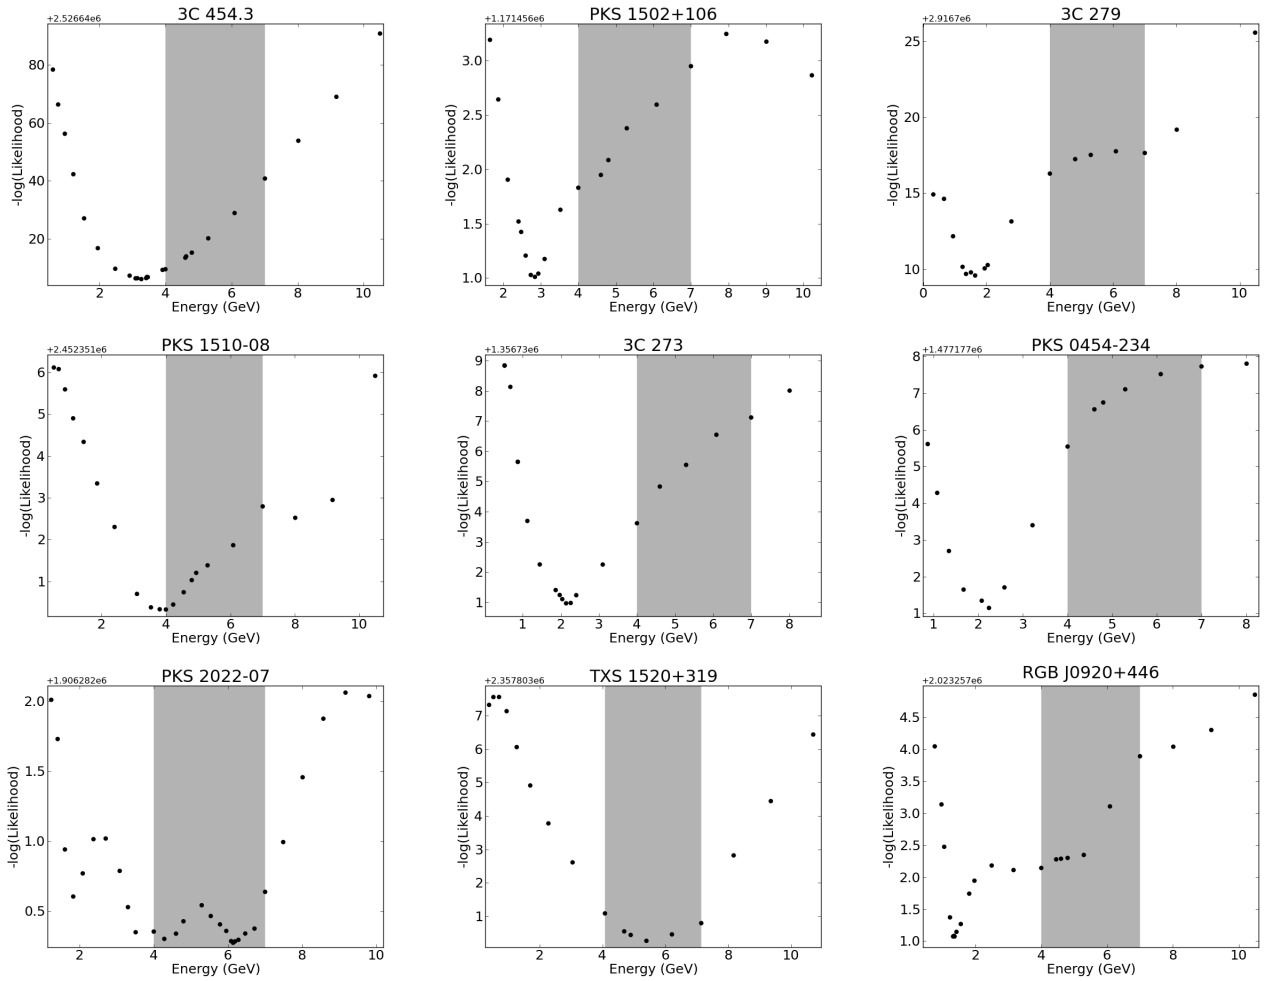 3C 454.3
+2.52664e6
-log(Likelihood)
80
60
40
20
2 4 6 8 10
Energy (GeV)
PKS 1502+106
+1.171456e6
-log(Likelihood)
3.0
2.5
2.0
1.5
1.0
2 3 4 5 6 7 8 9 10
Energy (GeV)
3C 279
+2.9167e6
-log(Likelihood)
25
20
15
10
0 2 4 6 8 10
Energy (GeV)
PKS 1510-08
+2.452351e6
-log(Likelihood)
6
5
4
3
2
1
2 4 6 8 10
Energy (GeV)
3C 273
+1.35673e6
-log(Likelihood)
9
8
7
6
5
4
3
2
1
0 1 2 3 4 5 6 7 8
Energy (GeV)
PKS 0454-234
+1.477177e6
-log(Likelihood)
8
7
6
5
4
3
2
1
1 2 3 4 5 6 7 8
Energy (GeV)
PKS 2022-07
+1.906282e6
-log(Likelihood)
2.0
1.5
1.0
0.5
2 4 6 8 10
Energy (GeV)
TXS 1520+319
+2.357803e6
-log(Likelihood)
7
6
5
4
3
2
1
2 4 6 8 10
Energy (GeV)
RGB J0920+446
+2.023257e6
-log(Likelihood)
4.5
4.0
3.5
3.0
2.5
2.0
1.5
1.0
2 4 6 8 10
Energy (GeV)